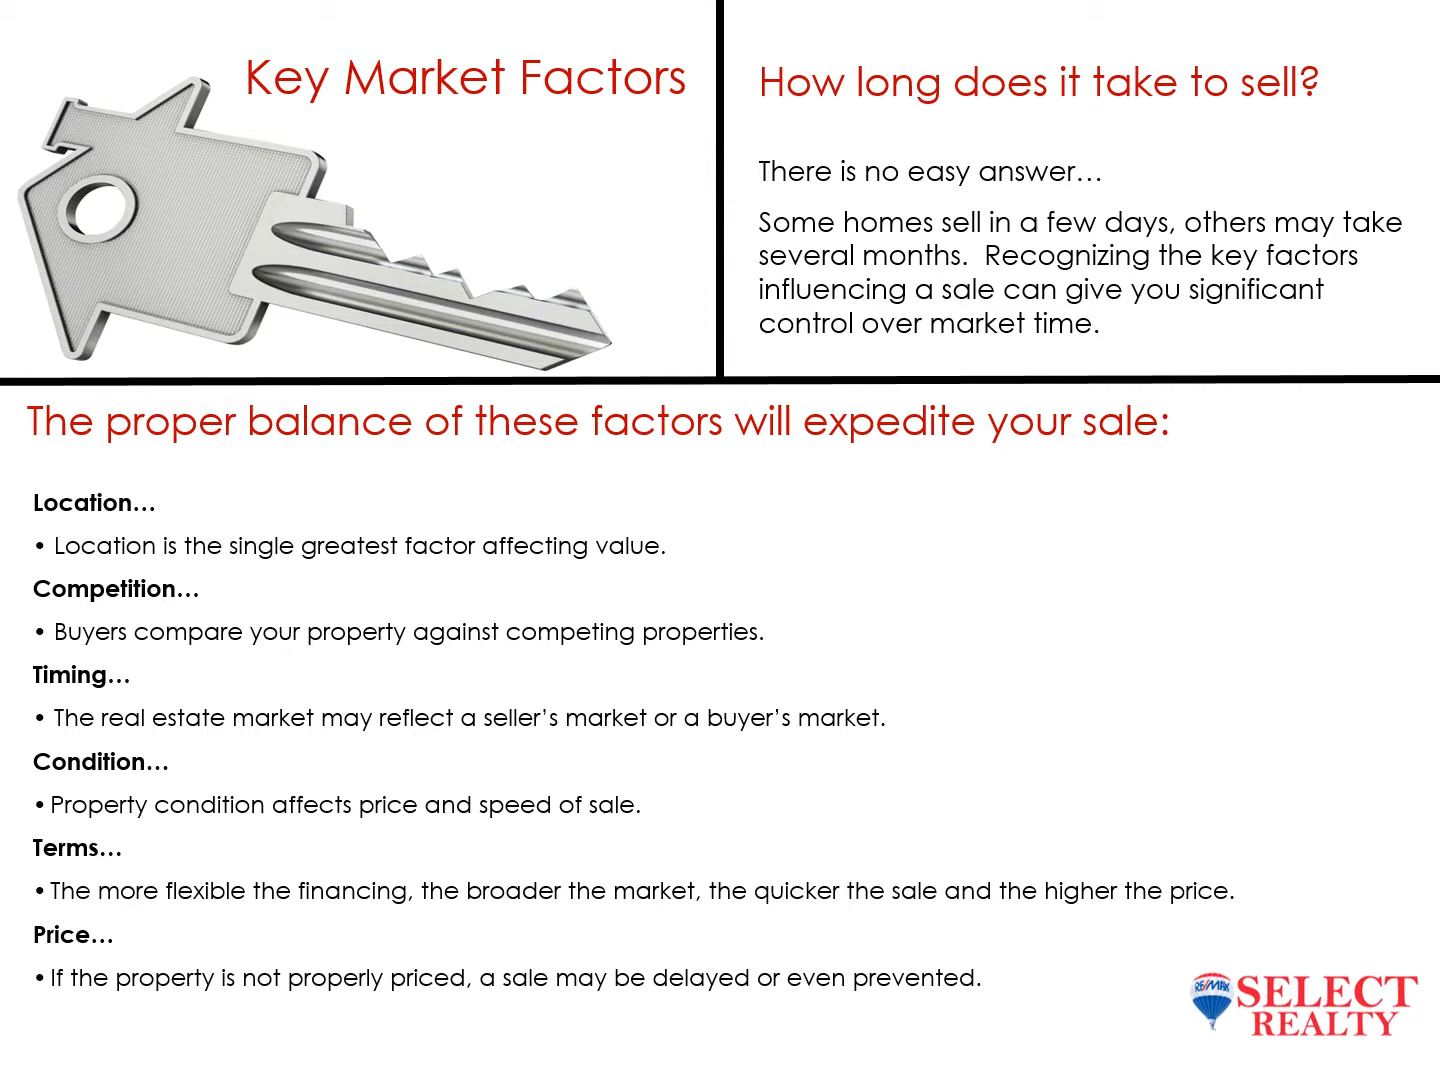 Key Market Factors
How long does it take to sell?
There is no easy answer…
Some homes sell in a few days, others may take
several months.  Recognizing the key factors
influencing a sale can give you significant
control over market time.
The proper balance of these factors will expedite your sale:
Location…
• Location is the single greatest factor affecting value.
Competition…
• Buyers compare your property against competing properties.
Timing…
• The real estate market may reflect a seller’s market or a buyer’s market.
Condition…
• Property condition affects price and speed of sale.
Terms…
• The more flexible the financing, the broader the market, the quicker the sale and the higher the price.
Price…
• If the property is not properly priced, a sale may be delayed or even prevented.
RE/MAX
SELECT
REALTY